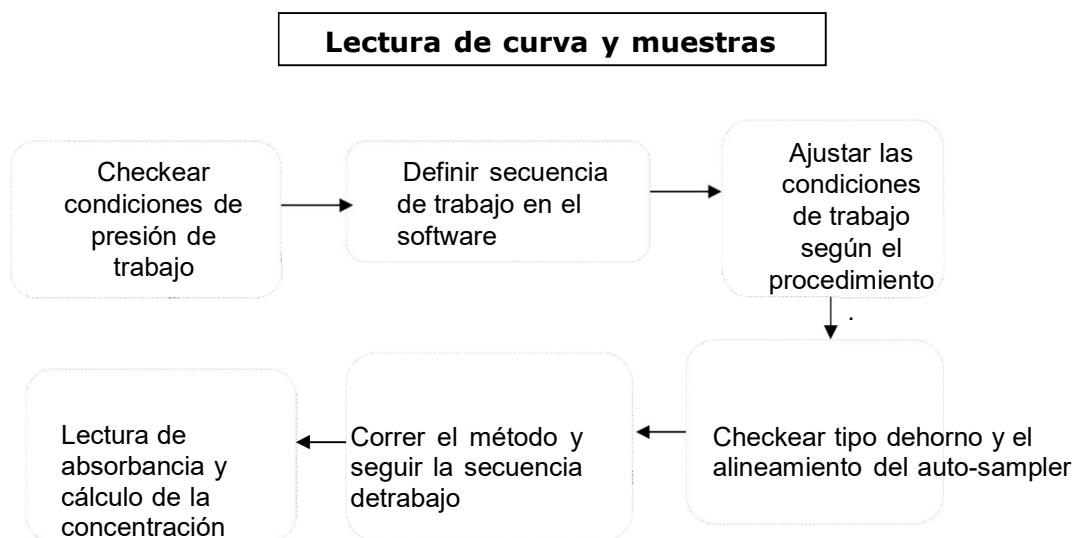 Lectura de curva y muestras
Checkear
condiciones de
presión de
trabajo
Definir secuencia
de trabajo en el
software
Ajustar las
condiciones
de trabajo
según el
procedimiento
.
Checkear tipo dehorno y el
alineamiento del auto-sampler
Correr el método y
seguir la secuencia
detrabajo
Lectura de
absorbancia y
cálculo de la
concentración